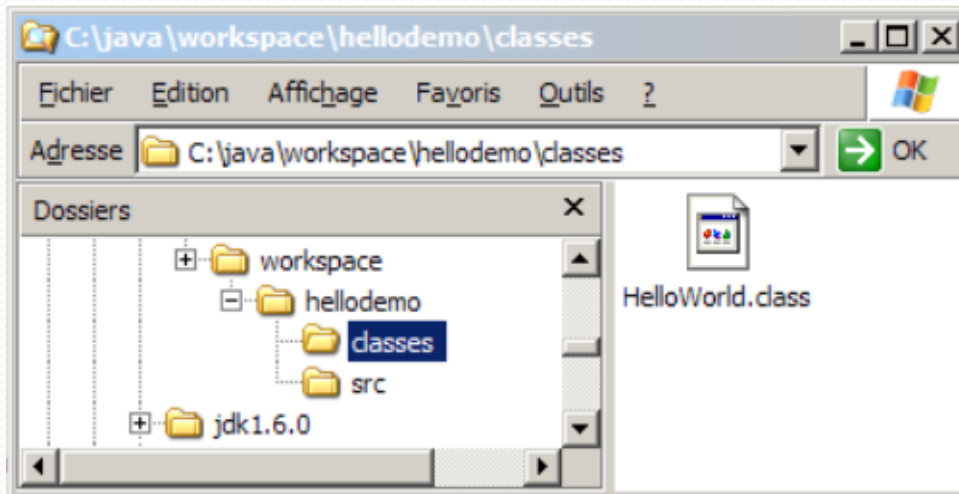 C:\java\workspace\hellodemo\classes
Fichier Edition Affichage Favoris Outils ?
Adresse C:\java\workspace\hellodemo\classes OK
Dossiers
workspace
hellodemo
classes
src
jdk1.6.0
HelloWorld.class